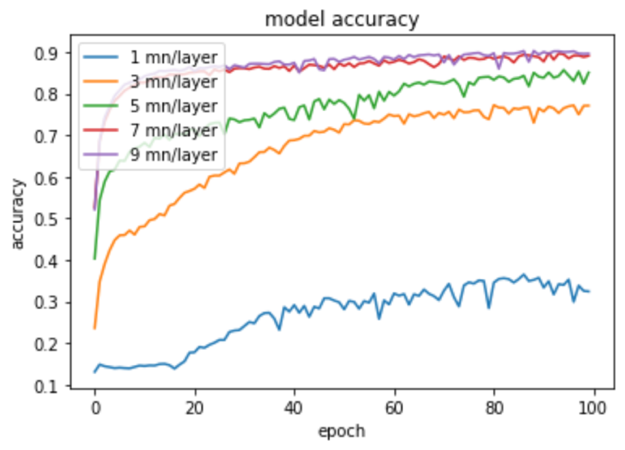 model accuracy
1 mn/layer
3 mn/layer
5 mn/layer
7 mn/layer
9 mn/layer
accuracy
0.9
0.8
0.7
0.6
0.5
0.4
0.3
0.2
0.1
0 20 40 60 80 100
epoch